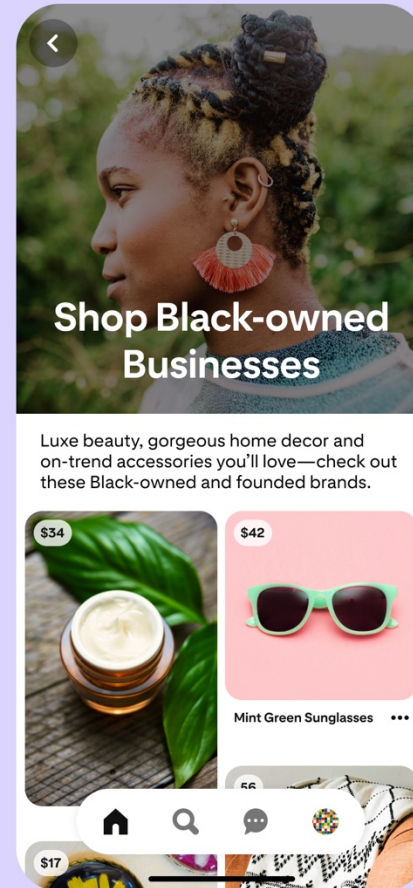 Shop Black-owned
Businesses
Luxe beauty, gorgeous home decor and
on-trend accessories you'll love—check out
these Black-owned and founded brands.
$34
$42
Mint Green Sunglasses
56
$17